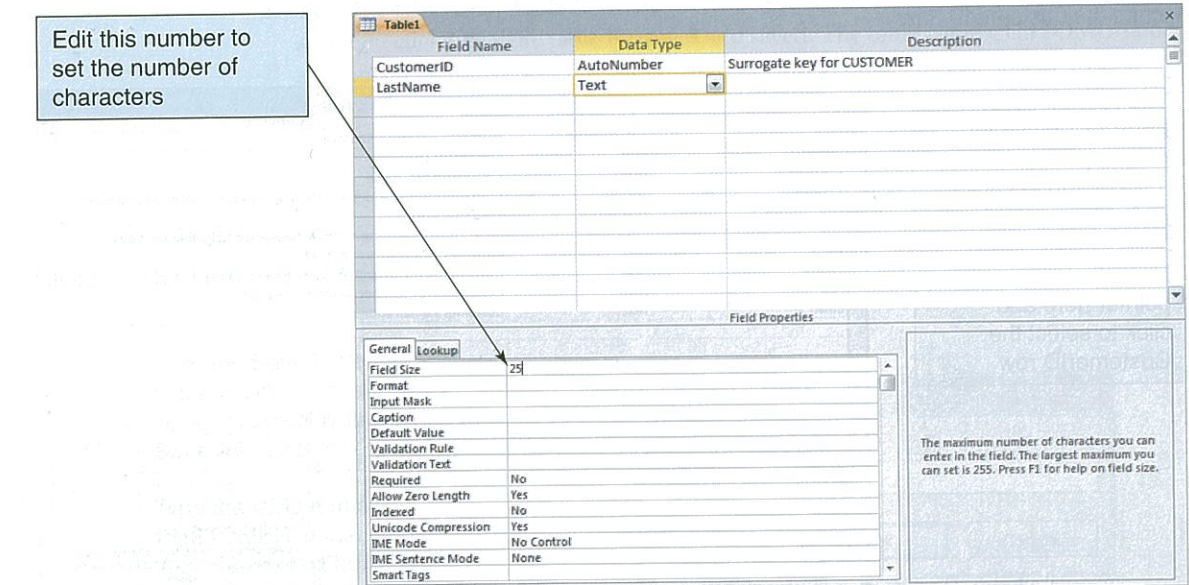 Edit this number to
set the number of
characters
Table1
Field Name Data Type Description
CustomerID AutoNumber Surrogate key for CUSTOMER
LastName Text
Field Properties
General Lookup
Field Size 25
Format
Input Mask
Caption
Default Value
Validation Rule
Validation Text
Required No
Allow Zero Length Yes
Indexed No
Unicode Compression Yes
IME Mode No Control
IME Sentence Mode None
Smart Tags
The maximum number of characters you can
enter in the field. The largest maximum you
can set is 255. Press F1 for help on field size.